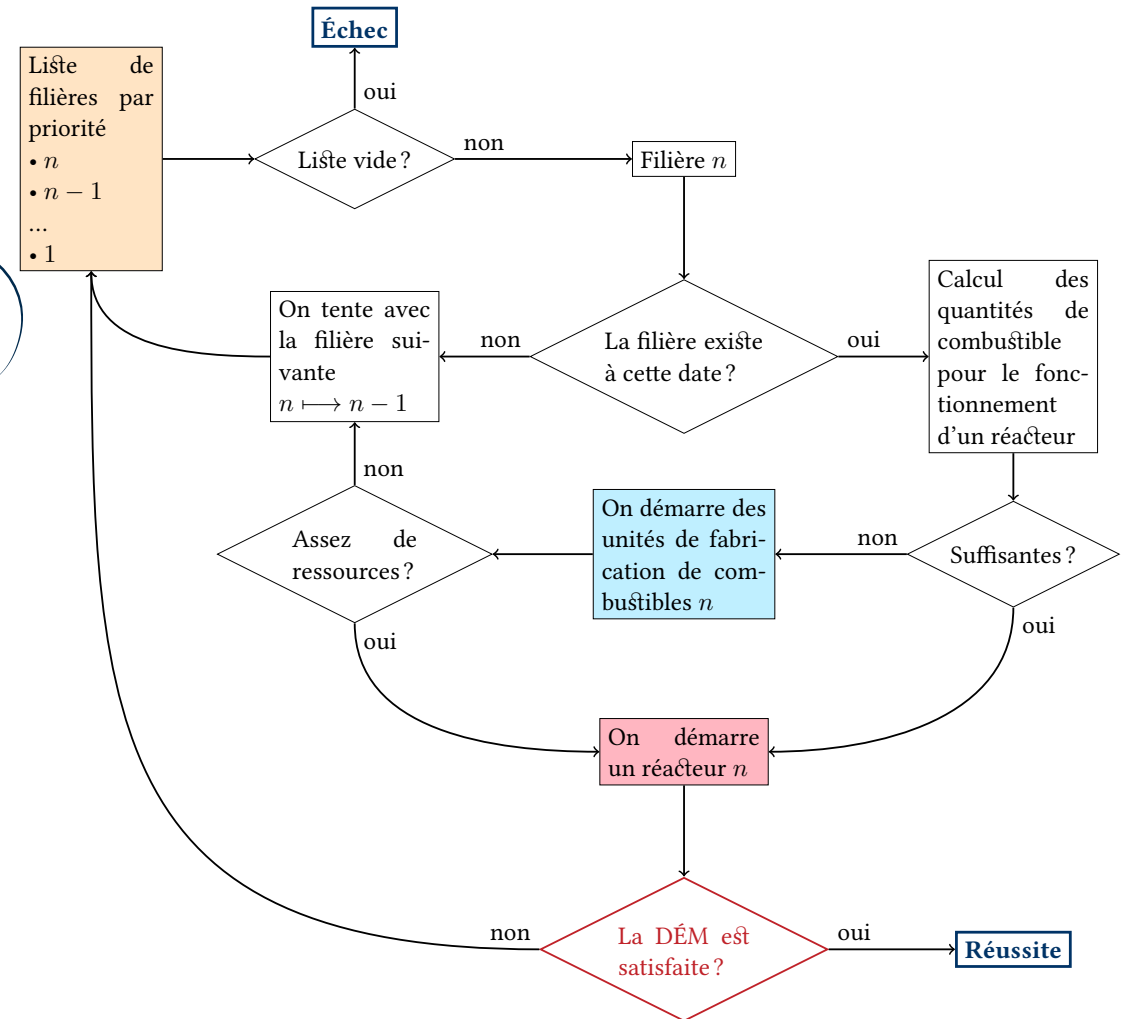 Échec
Liste de
filières par
priorité
• n
• n − 1
...
• 1
oui
Liste vide ?
non
Filière n
On tente avec
la filière sui-
vante
n ⟼ n − 1
non
La filière existe
à cette date ?
oui
Calcul des
quantités de
combustible
pour le fonc-
tionnement
d'un réacteur
non
Assez de
ressources ?
On démarre des
unités de fabri-
cation de com-
bustibles n
non
Suffisantes ?
oui
oui
On démarre
un réacteur n
non
La DÉM est
satisfaite ?
oui
Réussite